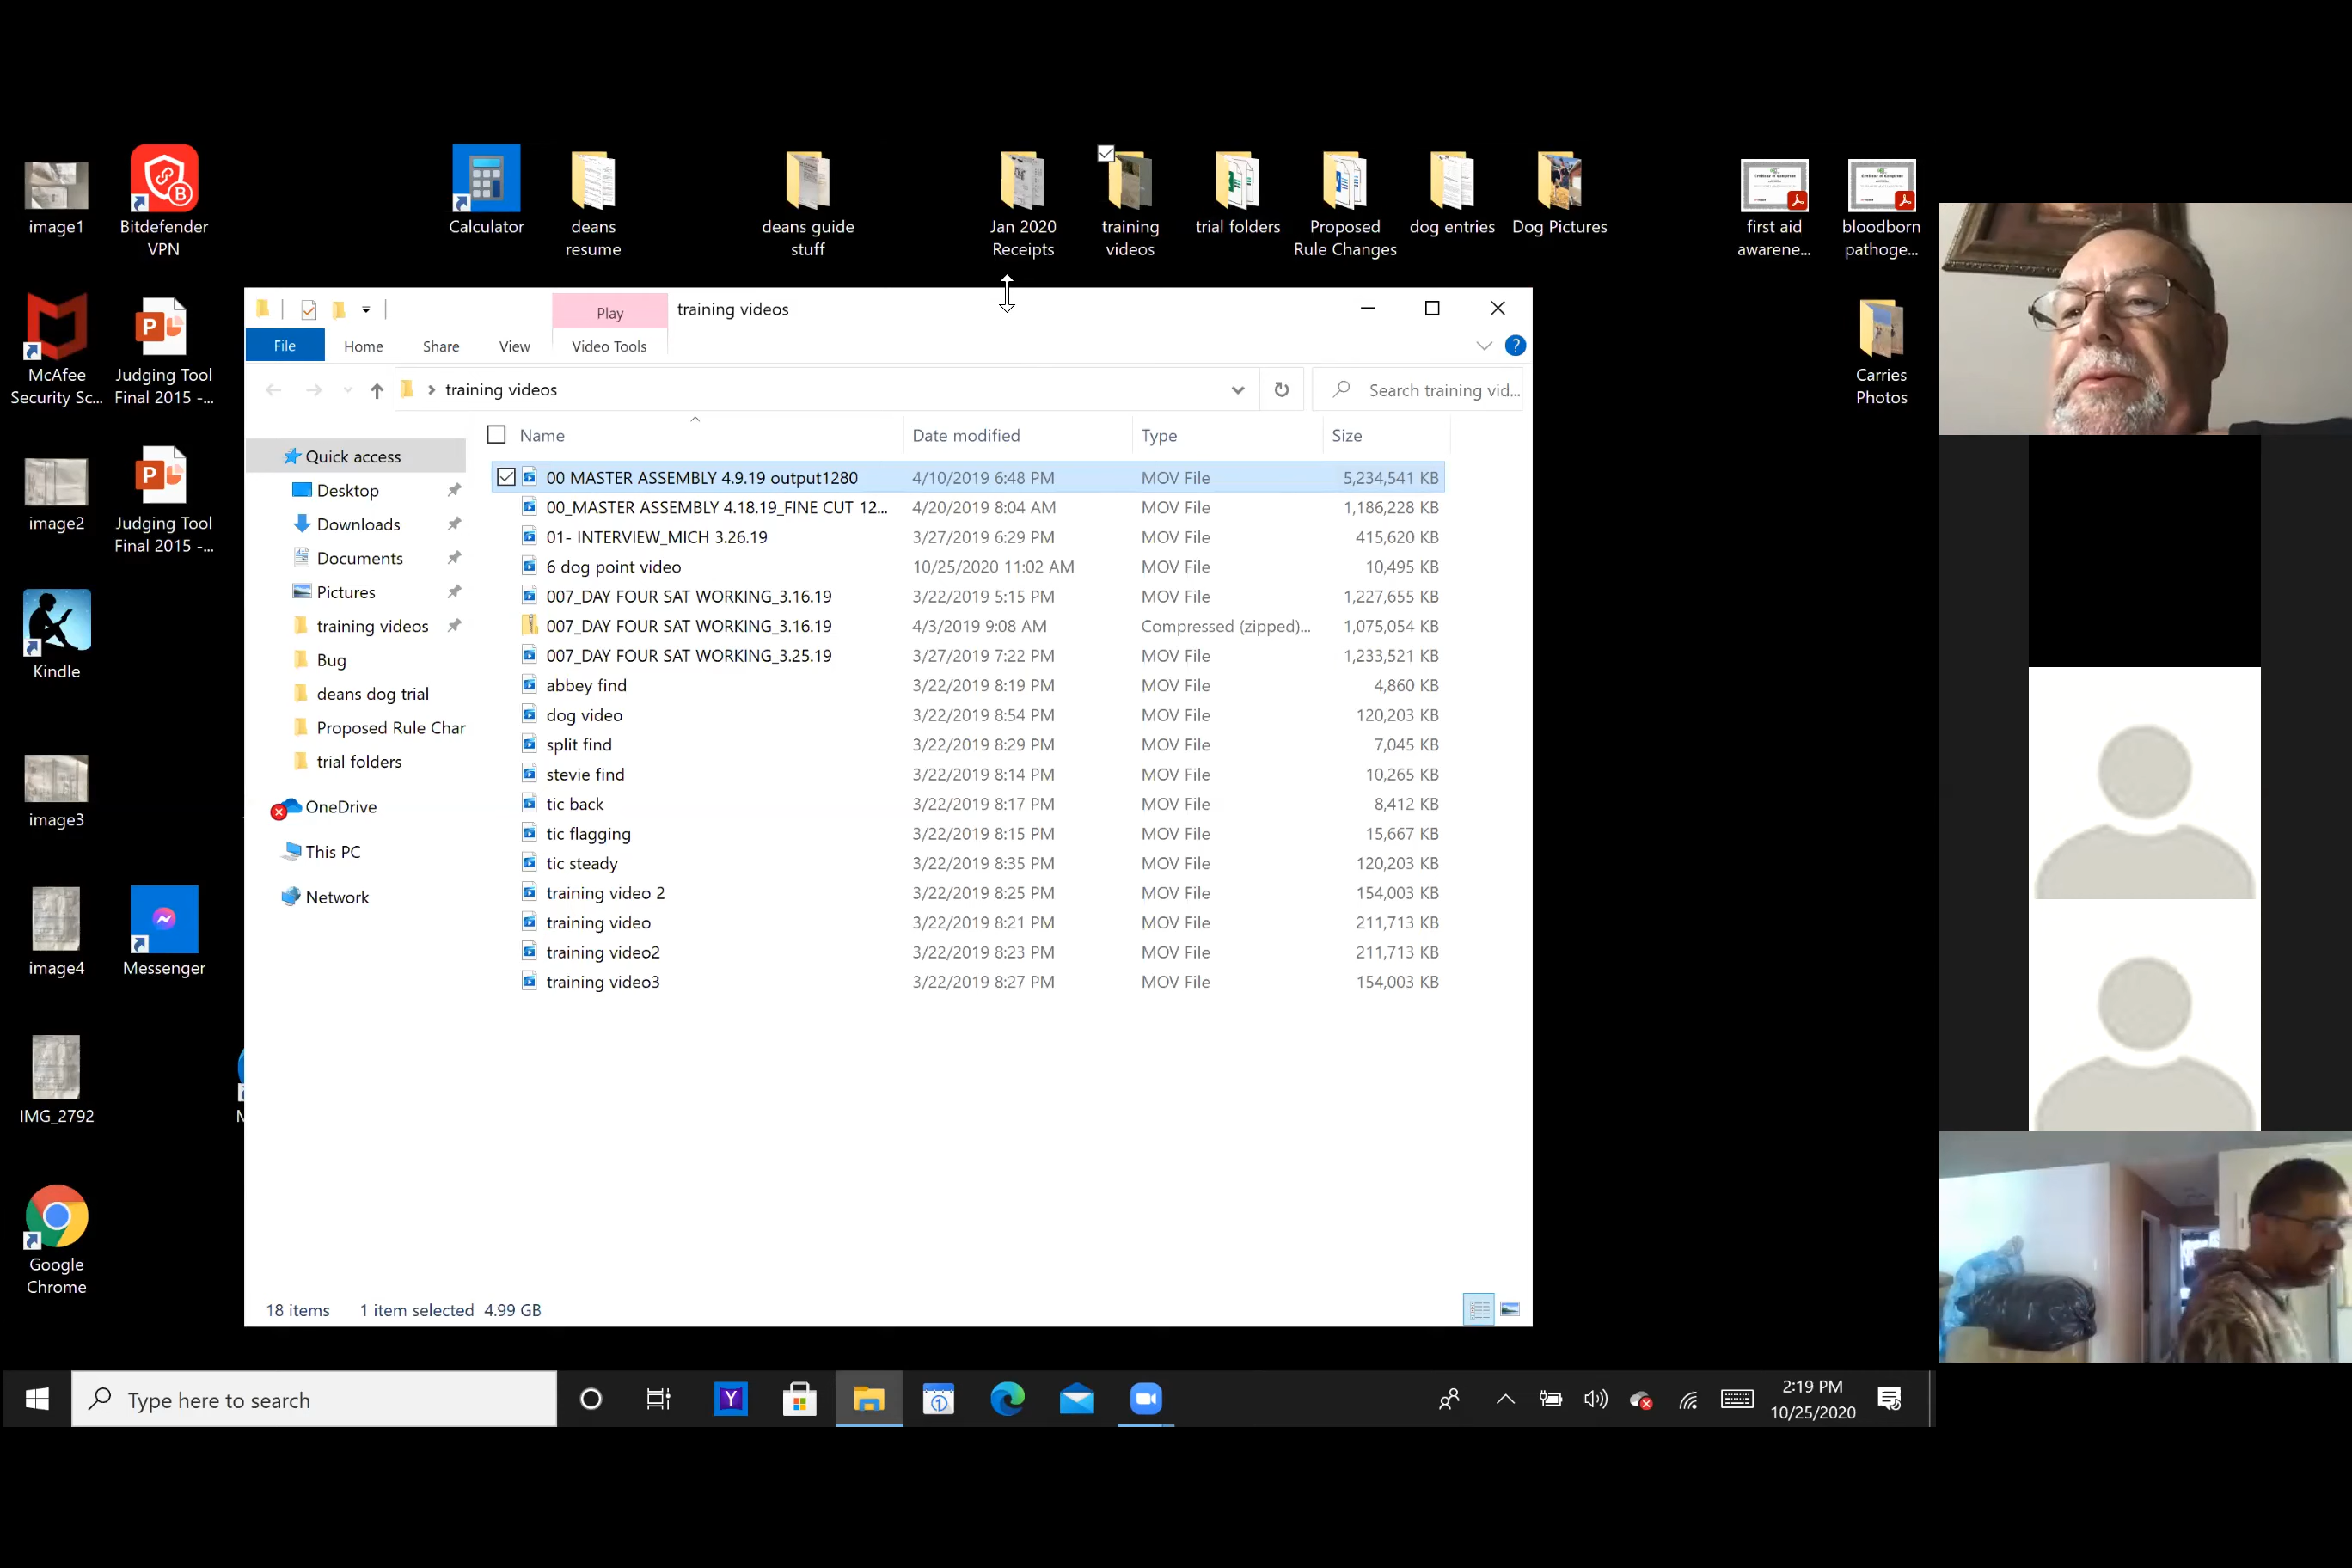 image1
Bitdefender
VPN
Calculator
deans
resume
deans guide
stuff
Jan 2020
Receipts
training
videos
trial folders
Proposed
Rule Changes
dog entries
Dog Pictures
first aid
awarene...
bloodborn
pathoge...
McAfee
Security Sc...
Judging Tool
Final 2015 -...
Carries
Photos
image2
Judging Tool
Final 2015 -...
Kindle
image3
image4
Messenger
IMG_2792
Google
Chrome
Play
training videos
File
Home
Share
View
Video Tools
training videos
Search training vid...
Quick access
Desktop
Downloads
Documents
Pictures
training videos
Bug
deans dog trial
Proposed Rule Char
trial folders
OneDrive
This PC
Network
Name Date modified Type Size
00 MASTER ASSEMBLY 4.9.19 output1280 4/10/2019 6:48 PM MOV File 5,234,541 KB
00_MASTER ASSEMBLY 4.18.19_FINE CUT 12... 4/20/2019 8:04 AM MOV File 1,186,228 KB
01- INTERVIEW_MICH 3.26.19 3/27/2019 6:29 PM MOV File 415,620 KB
6 dog point video 10/25/2020 11:02 AM MOV File 10,495 KB
007_DAY FOUR SAT WORKING_3.16.19 3/22/2019 5:15 PM MOV File 1,227,655 KB
007_DAY FOUR SAT WORKING_3.16.19 4/3/2019 9:08 AM Compressed (zipped)... 1,075,054 KB
007_DAY FOUR SAT WORKING_3.25.19 3/27/2019 7:22 PM MOV File 1,233,521 KB
abbey find 3/22/2019 8:19 PM MOV File 4,860 KB
dog video 3/22/2019 8:54 PM MOV File 120,203 KB
split find 3/22/2019 8:29 PM MOV File 7,045 KB
stevie find 3/22/2019 8:14 PM MOV File 10,265 KB
tic back 3/22/2019 8:17 PM MOV File 8,412 KB
tic flagging 3/22/2019 8:15 PM MOV File 15,667 KB
tic steady 3/22/2019 8:35 PM MOV File 120,203 KB
training video 2 3/22/2019 8:25 PM MOV File 154,003 KB
training video 3/22/2019 8:21 PM MOV File 211,713 KB
training video2 3/22/2019 8:23 PM MOV File 211,713 KB
training video3 3/22/2019 8:27 PM MOV File 154,003 KB
18 items 1 item selected 4.99 GB
Type here to search
2:19 PM
10/25/2020